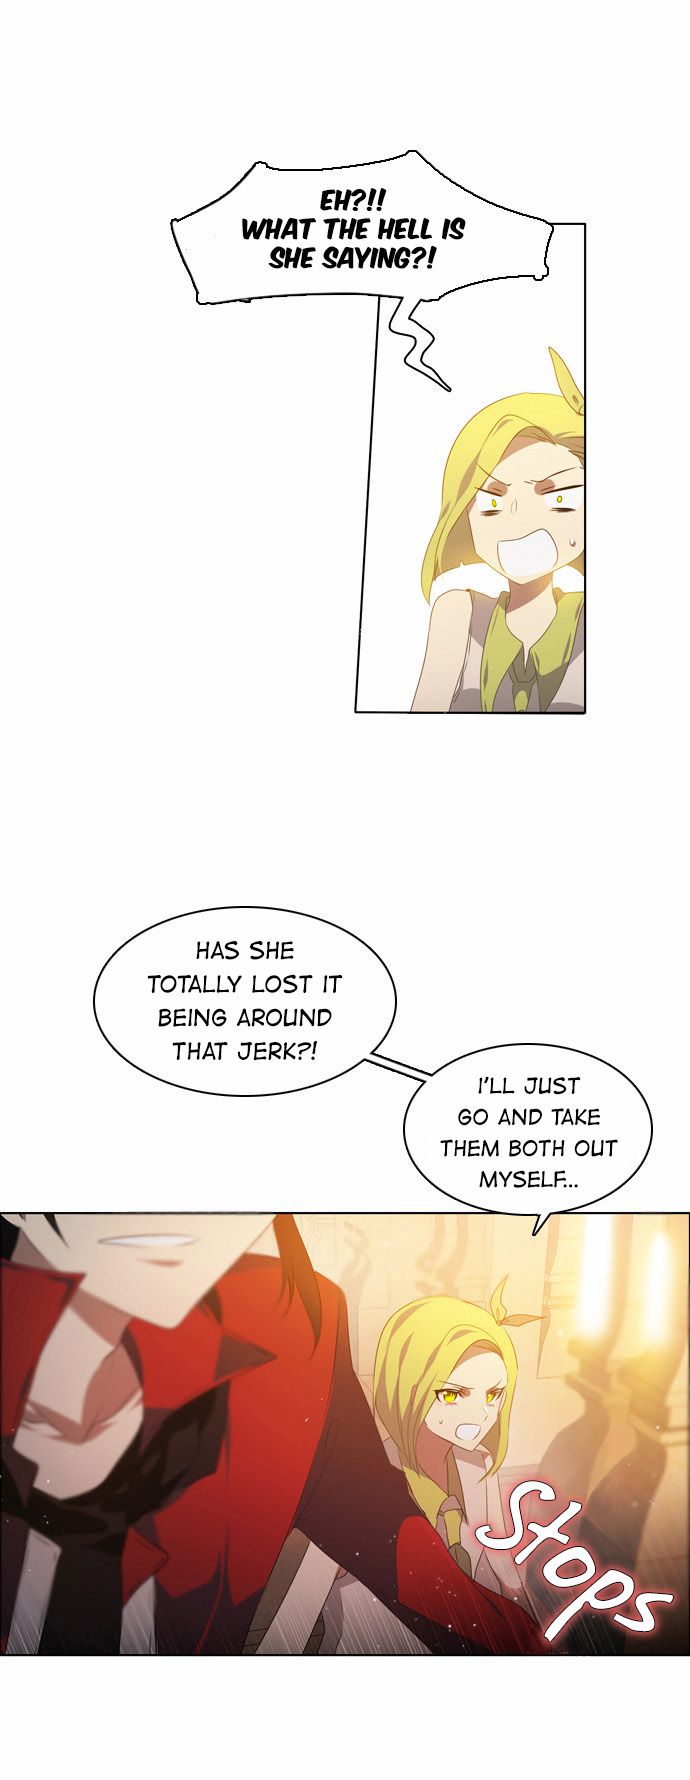 EH?!!
WHAT THE HELL IS
SHE SAYING?!
HAS SHE
TOTALLY LOST IT
BEING AROUND
THAT JERK?!
I'LL JUST
GO AND TAKE
THEM BOTH OUT
MYSELF...
Stops